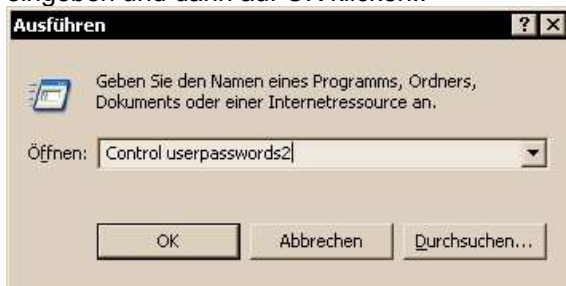 eingeben und dann auf OK klicken..
Ausführen
Geben Sie den Namen eines Programms, Ordners,
Dokuments oder einer Internetressource an.
Öffnen: Control userpasswords2
OK Abbrechen Durchsuchen...